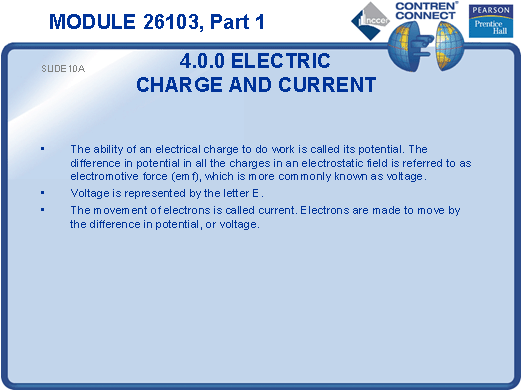 MODULE 26103, Part 1
nccer
CONTREN
CONNECT
PEARSON
Prentice
Hall
SLIDE 10A
4.0.0 ELECTRIC
CHARGE AND CURRENT
• The ability of an electrical charge to do work is called its potential. The
difference in potential in all the charges in an electrostatic field is referred to as
electromotive force (emf), which is more commonly known as voltage.
• Voltage is represented by the letter E.
• The movement of electrons is called current. Electrons are made to move by
the difference in potential, or voltage.